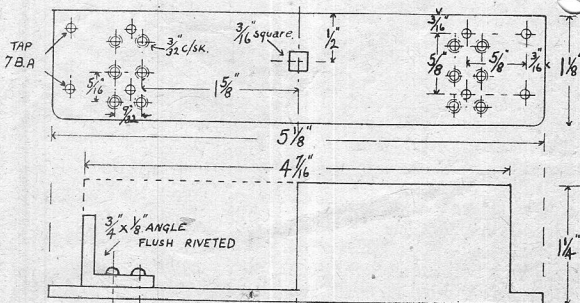 TAP
7 B.A
3/32" C/SK.
3/16" square
1/2"
3/16"
5/8"
5/8"
3/16"
1 1/8"
5/16"
9/32"
1 5/8"
5 1/8"
4 7/16"
3/4" x 1/8" ANGLE
FLUSH RIVETED
1 1/4"